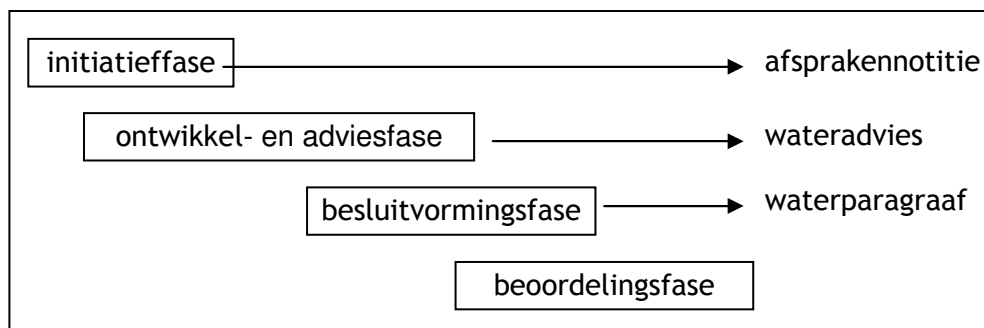 initiatieffase afsprakennotitie
ontwikkel- en adviesfase wateradvies
besluitvormingsfase waterparagraaf
beoordelingsfase